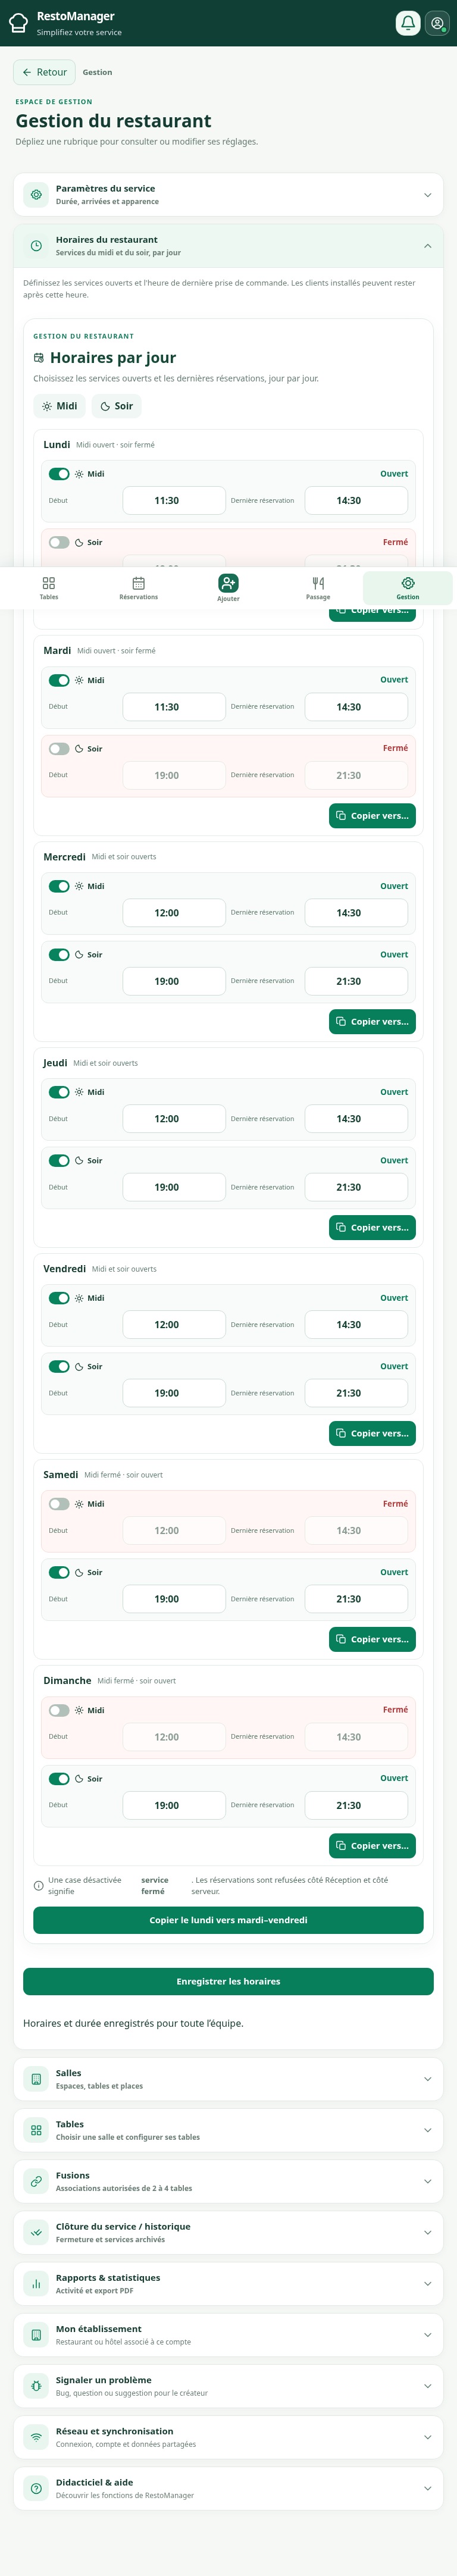 RestoManager
Simplifiez votre service
Retour
Gestion
ESPACE DE GESTION
Gestion du restaurant
Dépliez une rubrique pour consulter ou modifier ses réglages.
Paramètres du service
Durée, arrivées et apparence
Horaires du restaurant
Services du midi et du soir, par jour
Définissez les services ouverts et l'heure de dernière prise de commande. Les clients installés peuvent rester
après cette heure.
GESTION DU RESTAURANT
Horaires par jour
Choisissez les services ouverts et les dernières réservations, jour par jour.
Midi Soir
Lundi Midi ouvert · soir fermé
Midi Ouvert
Début 11:30 Dernière réservation 14:30
Soir Fermé
Tables Réservations Ajouter Passage Gestion
Copier vers...
Mardi Midi ouvert · soir fermé
Midi Ouvert
Début 11:30 Dernière réservation 14:30
Soir Fermé
Début 19:00 Dernière réservation 21:30
Copier vers...
Mercredi Midi et soir ouverts
Midi Ouvert
Début 12:00 Dernière réservation 14:30
Soir Ouvert
Début 19:00 Dernière réservation 21:30
Copier vers...
Jeudi Midi et soir ouverts
Midi Ouvert
Début 12:00 Dernière réservation 14:30
Soir Ouvert
Début 19:00 Dernière réservation 21:30
Copier vers...
Vendredi Midi et soir ouverts
Midi Ouvert
Début 12:00 Dernière réservation 14:30
Soir Ouvert
Début 19:00 Dernière réservation 21:30
Copier vers...
Samedi Midi fermé · soir ouvert
Midi Fermé
Début 12:00 Dernière réservation 14:30
Soir Ouvert
Début 19:00 Dernière réservation 21:30
Copier vers...
Dimanche Midi fermé · soir ouvert
Midi Fermé
Début 12:00 Dernière réservation 14:30
Soir Ouvert
Début 19:00 Dernière réservation 21:30
Copier vers...
Une case désactivée service . Les réservations sont refusées côté Réception et côté
signifie fermé serveur.
Copier le lundi vers mardi–vendredi
Enregistrer les horaires
Horaires et durée enregistrés pour toute l’équipe.
Salles
Espaces, tables et places
Tables
Choisir une salle et configurer ses tables
Fusions
Associations autorisées de 2 à 4 tables
Clôture du service / historique
Fermeture et services archivés
Rapports & statistiques
Activité et export PDF
Mon établissement
Restaurant ou hôtel associé à ce compte
Signaler un problème
Bug, question ou suggestion pour le créateur
Réseau et synchronisation
Connexion, compte et données partagées
Didacticiel & aide
Découvrir les fonctions de RestoManager